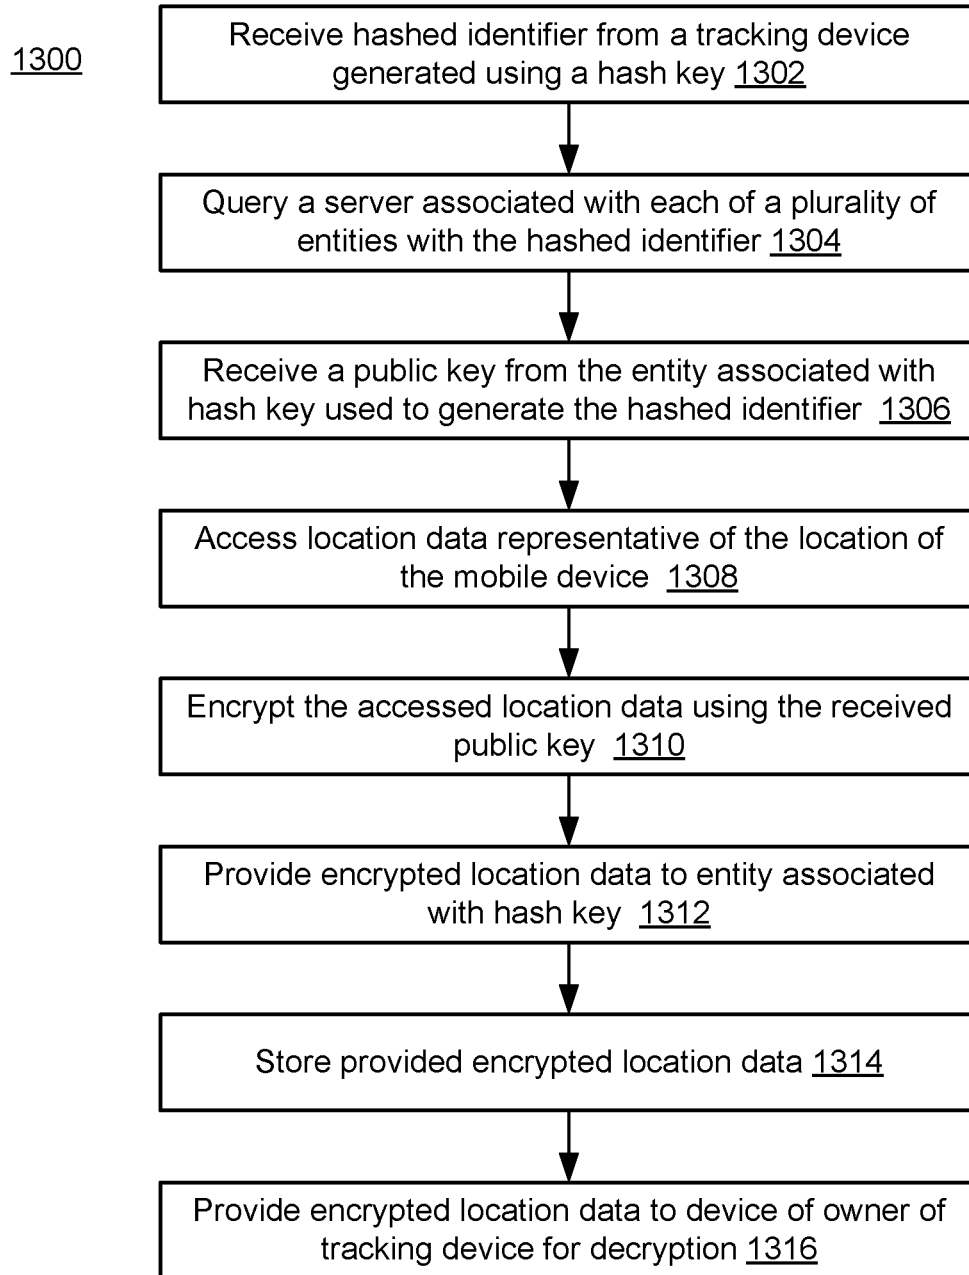 1300
Receive hashed identifier from a tracking device
generated using a hash key 1302
Query a server associated with each of a plurality of
entities with the hashed identifier 1304
Receive a public key from the entity associated with
hash key used to generate the hashed identifier 1306
Access location data representative of the location of
the mobile device 1308
Encrypt the accessed location data using the received
public key 1310
Provide encrypted location data to entity associated
with hash key 1312
Store provided encrypted location data 1314
Provide encrypted location data to device of owner of
tracking device for decryption 1316